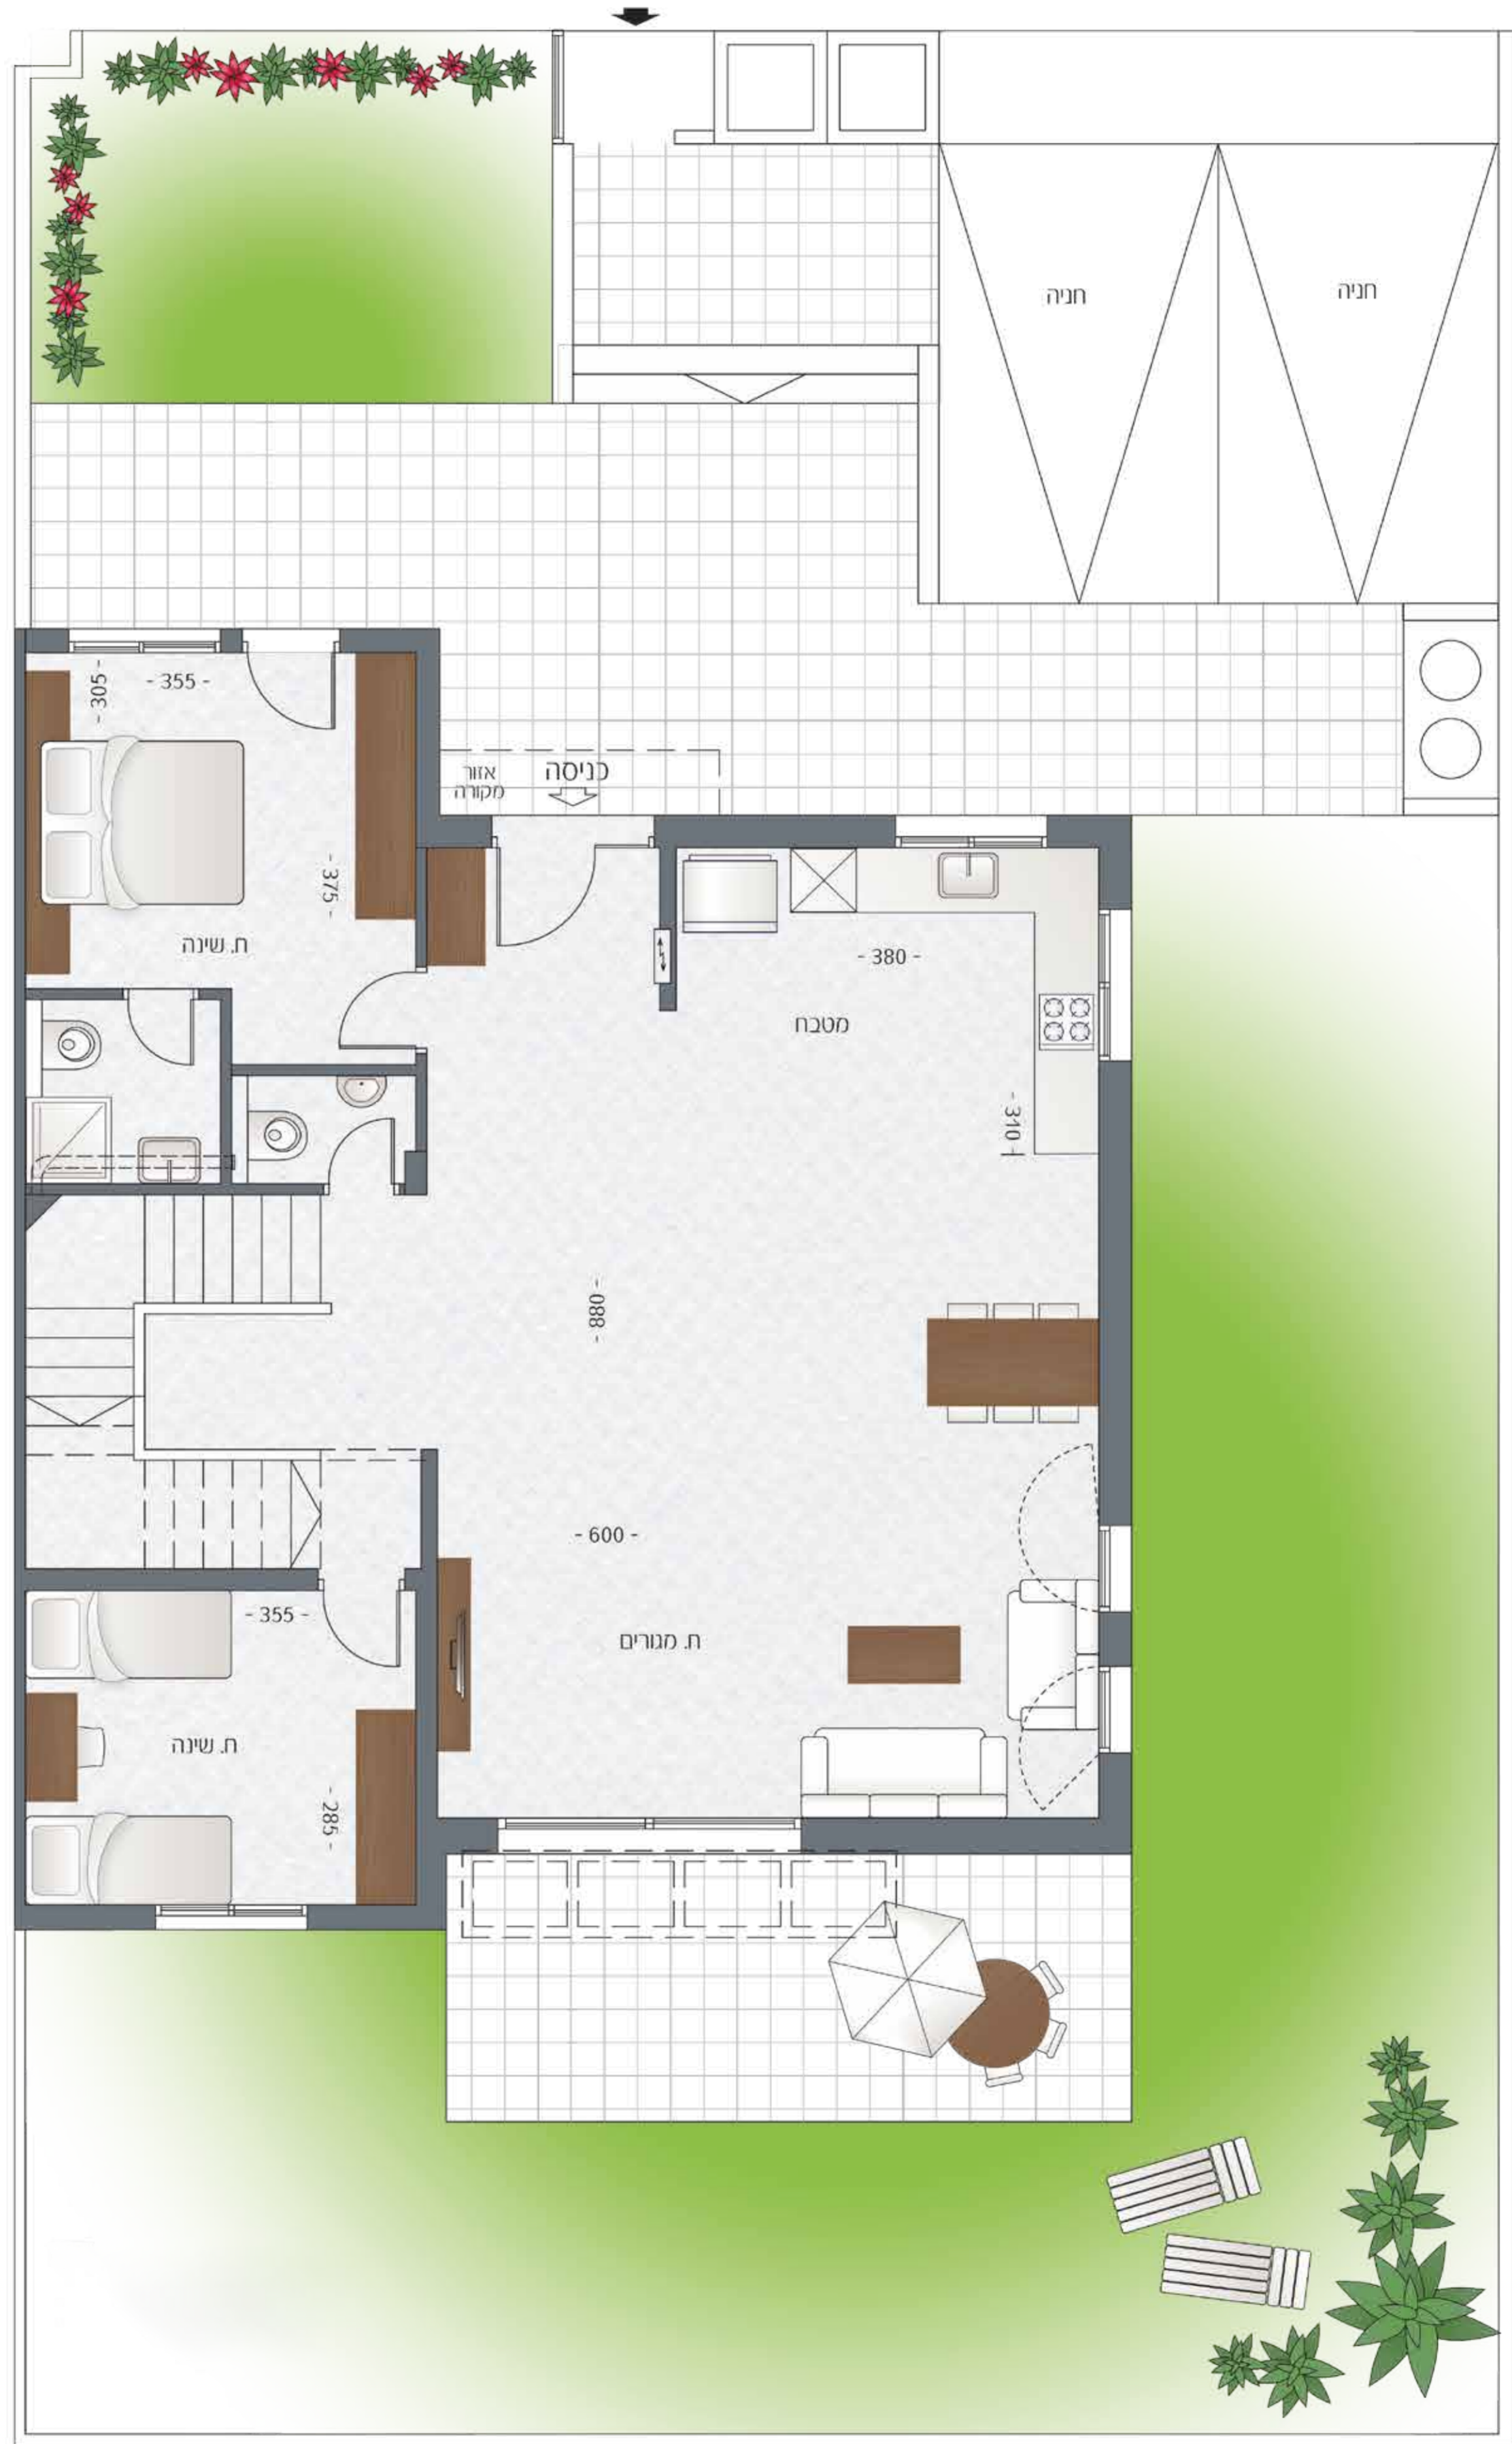 חניה
חניה
- 305 -
- 355 -
כניסה
אזור
מקורה
- 375 -
ח. שינה
- 380 -
מטבח
- 310 -
- 880 -
- 600 -
- 355 -
ח. מגורים
ח. שינה
- 285 -